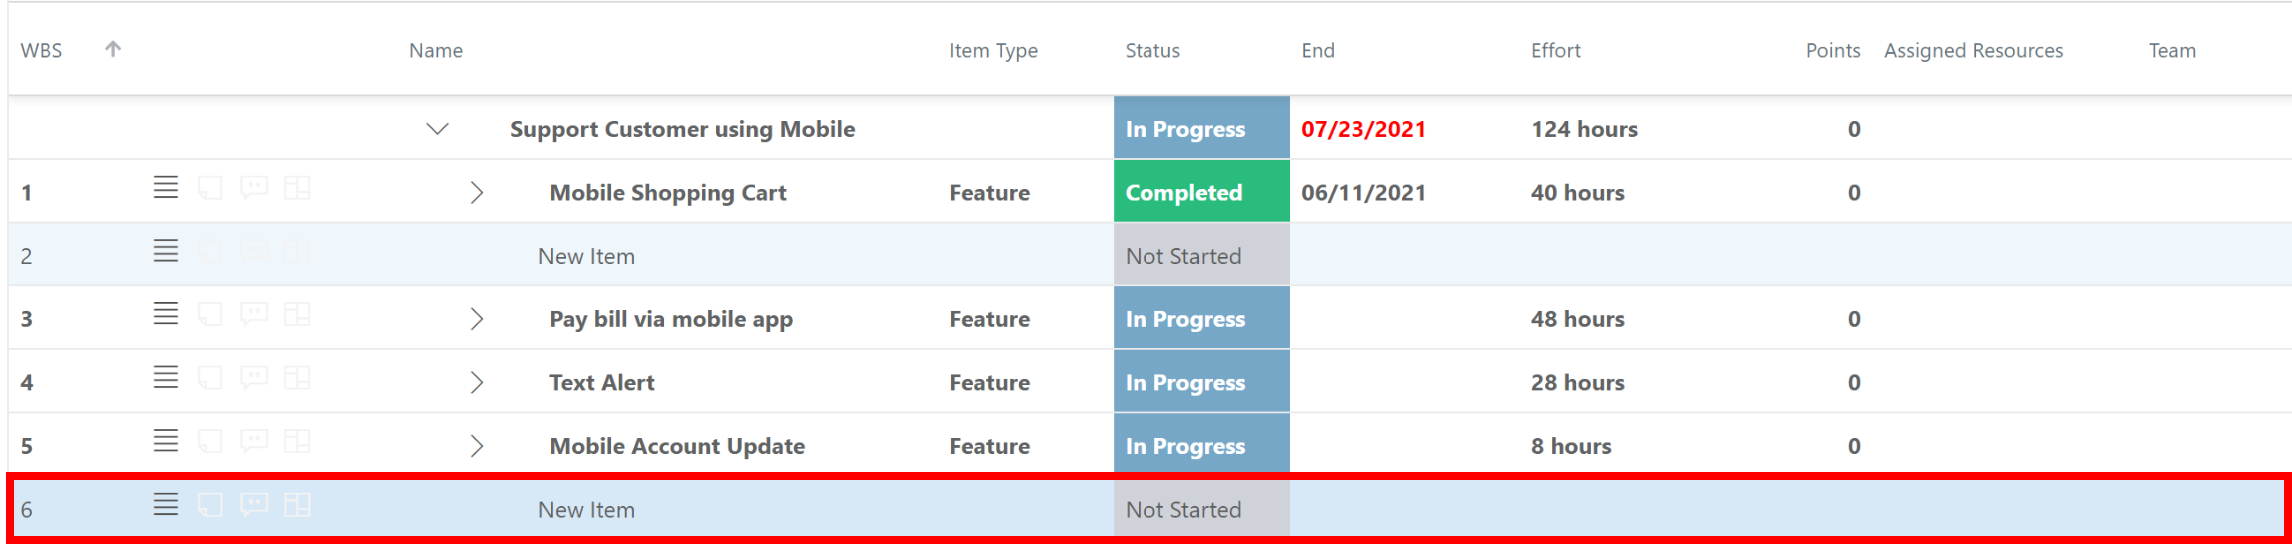 WBS Name Item Type Status End Effort Points Assigned Resources Team
Support Customer using Mobile In Progress 07/23/2021 124 hours 0
1 Mobile Shopping Cart Feature Completed 06/11/2021 40 hours 0
2 New Item Not Started
3 Pay bill via mobile app Feature In Progress 48 hours 0
4 Text Alert Feature In Progress 28 hours 0
5 Mobile Account Update Feature In Progress 8 hours 0
6 New Item Not Started